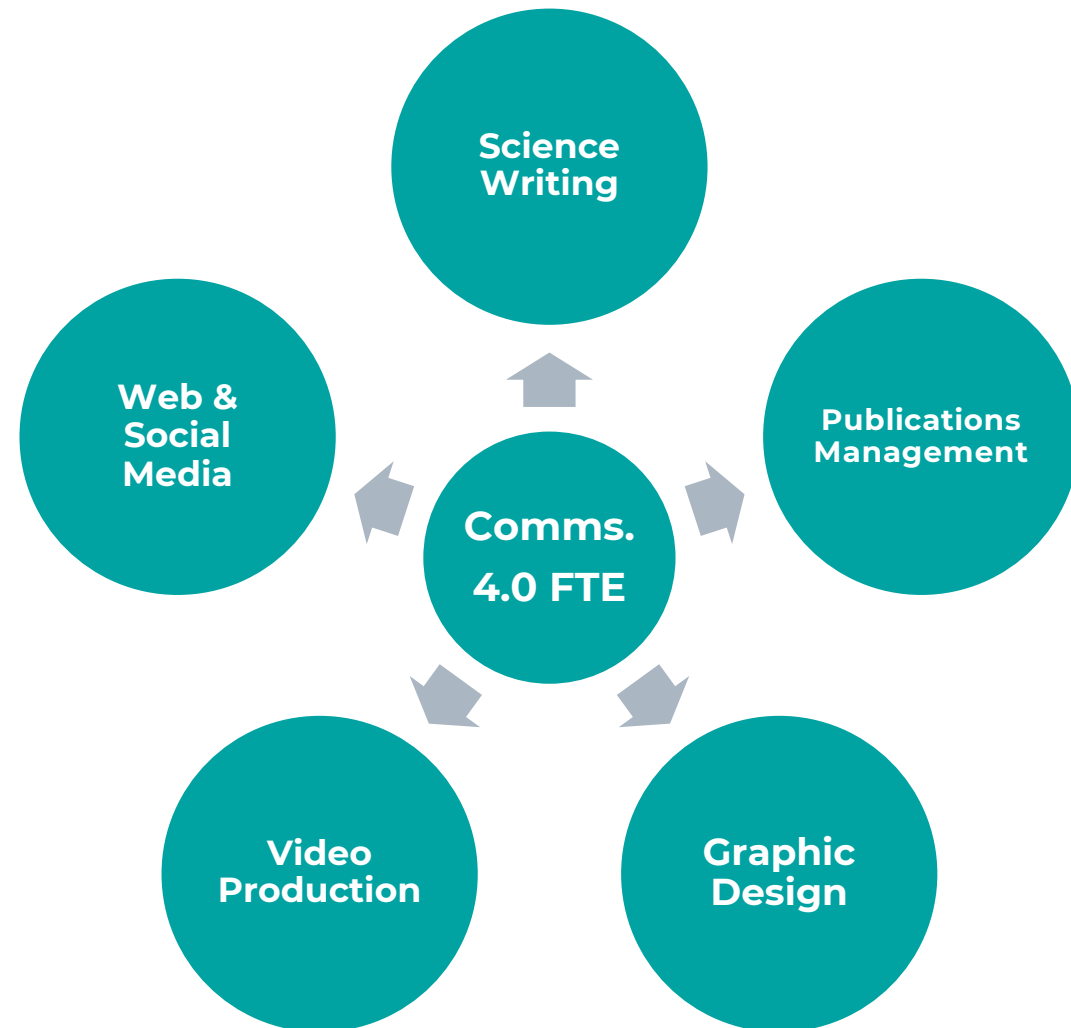 Science
Writing
Web &
Social
Media
Publications
Management
Comms.
4.0 FTE
Video
Production
Graphic
Design